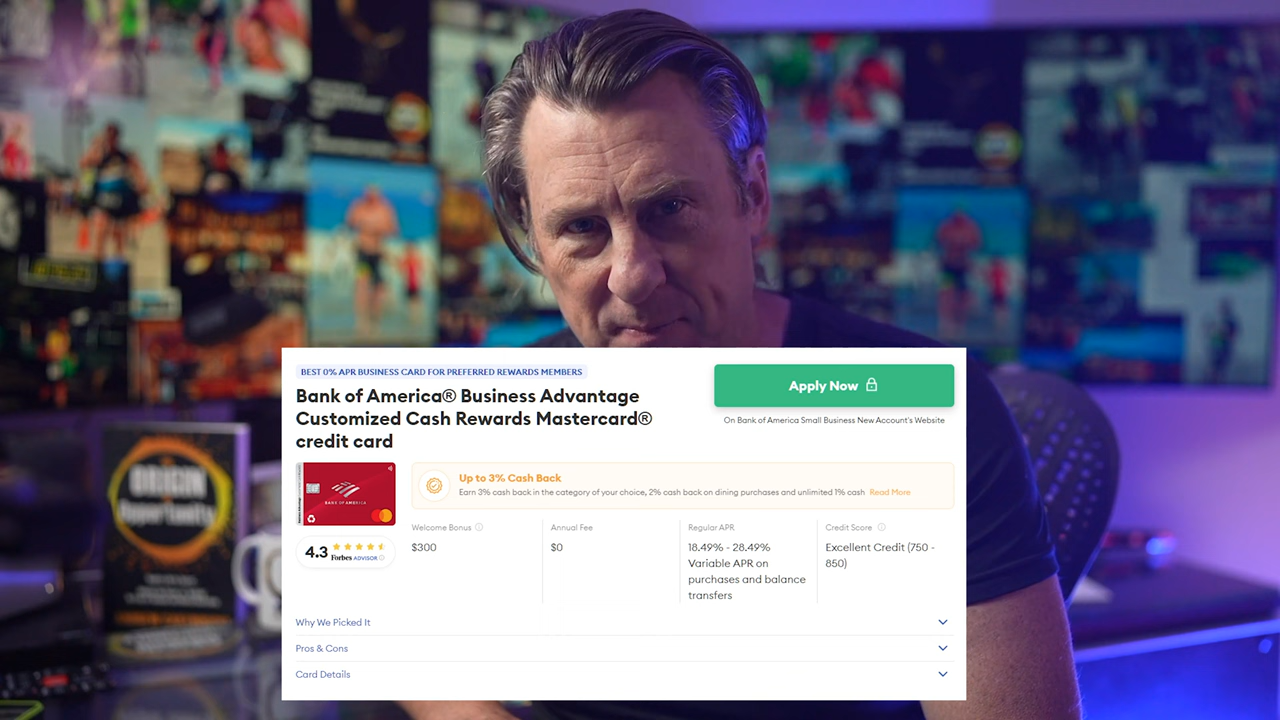 BEST 0% APR BUSINESS CARD FOR PREFERRED REWARDS MEMBERS
Bank of America® Business Advantage
Customized Cash Rewards Mastercard®
credit card
Apply Now
On Bank of America Small Business New Account's Website
BANK OF AMERICA
4.3
Forbes ADVISOR
Up to 3% Cash Back
Earn 3% cash back in the category of your choice, 2% cash back on dining purchases and unlimited 1% cash Read More
Welcome Bonus
$300
Annual Fee
$0
Regular APR
18.49% - 28.49%
Variable APR on
purchases and balance
transfers
Credit Score
Excellent Credit (750 -
850)
Why We Picked It
Pros & Cons
Card Details
ORIGIN
Opportunity